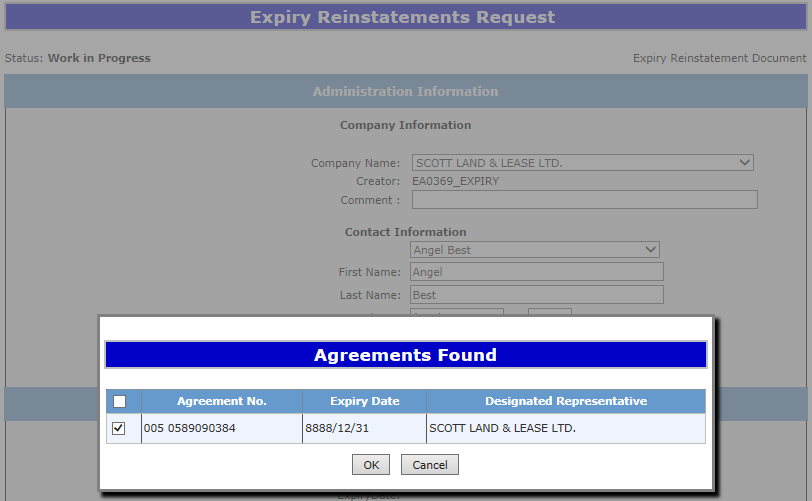 Expiry Reinstatements Request
Status: Work in Progress Expiry Reinstatement Document
Administration Information
Company Information
Company Name: SCOTT LAND & LEASE LTD.
Creator: EA0369_EXPIRY
Comment :
Contact Information
Angel Best
First Name: Angel
Last Name: Best
Agreements Found
Agreement No. Expiry Date Designated Representative
005 0589090384 8888/12/31 SCOTT LAND & LEASE LTD.
OK Cancel